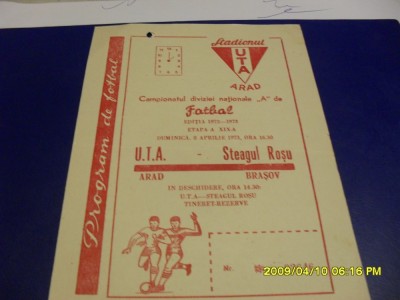 Stadionul
UTA
ARAD
Campionatul diviziei naționale „A” de
Fotbal
EDIȚIA 1972—1973
ETAPA A XIX-A
DUMINICA, 8 APRILIE 1973, ORA 16.30
U.T.A. - Steagul Roșu
ARAD BRAȘOV
IN DESCHIDERE, ORA 14.30:
U.T.A.—STEAGUL ROȘU
TINERET-REZERVE
Program de fotbal
Nr.
2009/04/10 06:16 PM